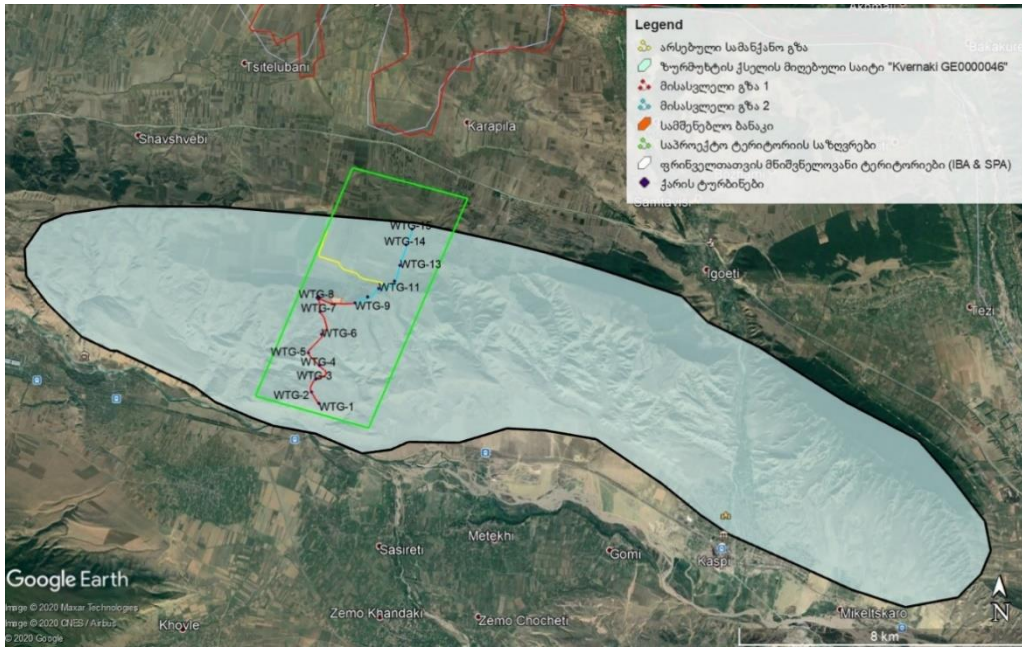 Legend
არსებული სამანქანო გზა
ზურმუხტის ქსელის მიღებული საიტი "Kvernaki GE0000046"
მისასვლელი გზა 1
მისასვლელი გზა 2
სამშენებლო ბანაკი
საპროექტო ტერიტორიის საზღვრები
ფრინველთათვის მნიშვნელოვანი ტერიტორიები (IBA & SPA)
ქარის ტურბინები
Tsitelubani
Shavshvebi
Karapila
Igoeti
Tezi
WTG-14
WTG-13
WTG-11
WTG-8
WTG-9
WTG-7
WTG-6
WTG-5
WTG-4
WTG-3
WTG-2
WTG-1
Metekhi
Sasireti
Gomi
Kaspi
Google Earth
Image © 2020 Maxar Technologies
Image © 2020 CNES / Airbus
© 2020 Google
Khovle
Zemo Khandaki
Zemo Chocheti
Mikeltskaro
N
8 km